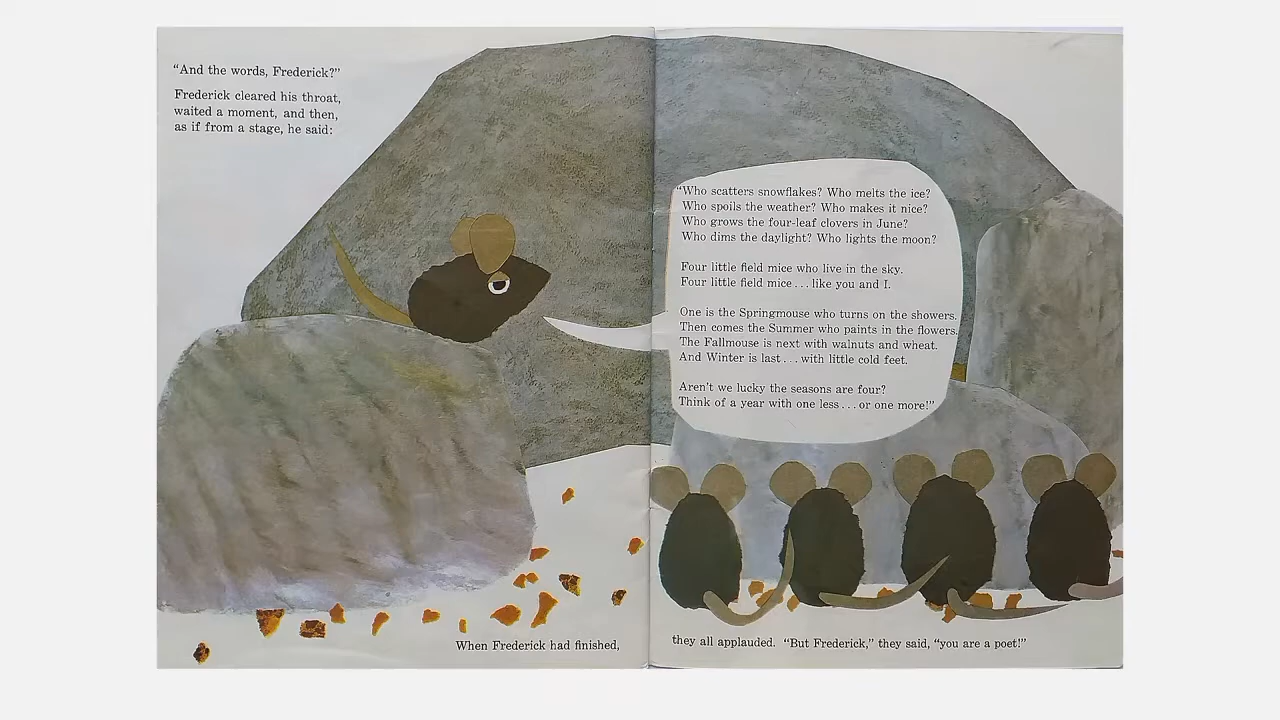 “And the words, Frederick?”
Frederick cleared his throat,
waited a moment, and then,
as if from a stage, he said:
“Who scatters snowflakes? Who melts the ice?
Who spoils the weather? Who makes it nice?
Who grows the four-leaf clovers in June?
Who dims the daylight? Who lights the moon?
Four little field mice who live in the sky.
Four little field mice . . . like you and I.
One is the Springmouse who turns on the showers.
Then comes the Summer who paints in the flowers.
The Fallmouse is next with walnuts and wheat.
And Winter is last . . . with little cold feet.
Aren’t we lucky the seasons are four?
Think of a year with one less . . . or one more!”
When Frederick had finished,
they all applauded. “But Frederick,” they said, “you are a poet!”